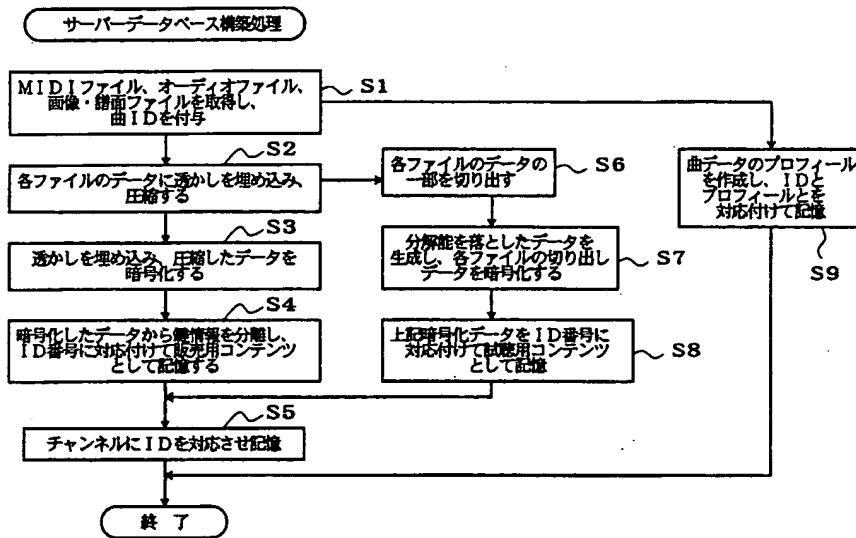 サーバーデータベース構築処理
S1
MIDIファイル、オーディオファイル、
画像・譜面ファイルを取得し、
曲IDを付与
S2
各ファイルのデータに透かしを埋め込み、
圧縮する
S3
透かしを埋め込み、圧縮したデータを
暗号化する
S4
暗号化したデータから鍵情報を分離し、
ID番号に対応付けて販売用コンテンツ
として記憶する
S5
チャンネルにIDを対応させ記憶
終 了
各ファイルのデータの
一部を切り出す
S6
分解能を落としたデータを
生成し、各ファイルの切り出し
データを暗号化する
S7
上記暗号化データをID番号に
対応付けて試聴用コンテンツ
として記憶
S8
曲データのプロフィール
を作成し、IDと
プロフィールとを
対応付けて記憶
S9